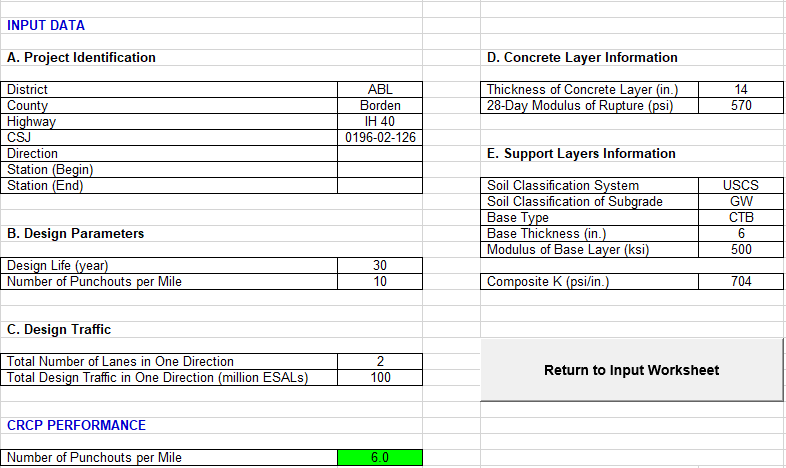 INPUT DATA
A. Project Identification
District ABL
County Borden
Highway IH 40
CSJ 0196-02-126
Direction
Station (Begin)
Station (End)
B. Design Parameters
Design Life (year) 30
Number of Punchouts per Mile 10
C. Design Traffic
Total Number of Lanes in One Direction 2
Total Design Traffic in One Direction (million ESALs) 100
CRCP PERFORMANCE
Number of Punchouts per Mile 6.0
D. Concrete Layer Information
Thickness of Concrete Layer (in.) 14
28-Day Modulus of Rupture (psi) 570
E. Support Layers Information
Soil Classification System USCS
Soil Classification of Subgrade GW
Base Type CTB
Base Thickness (in.) 6
Modulus of Base Layer (ksi) 500
Composite K (psi/in.) 704
Return to Input Worksheet